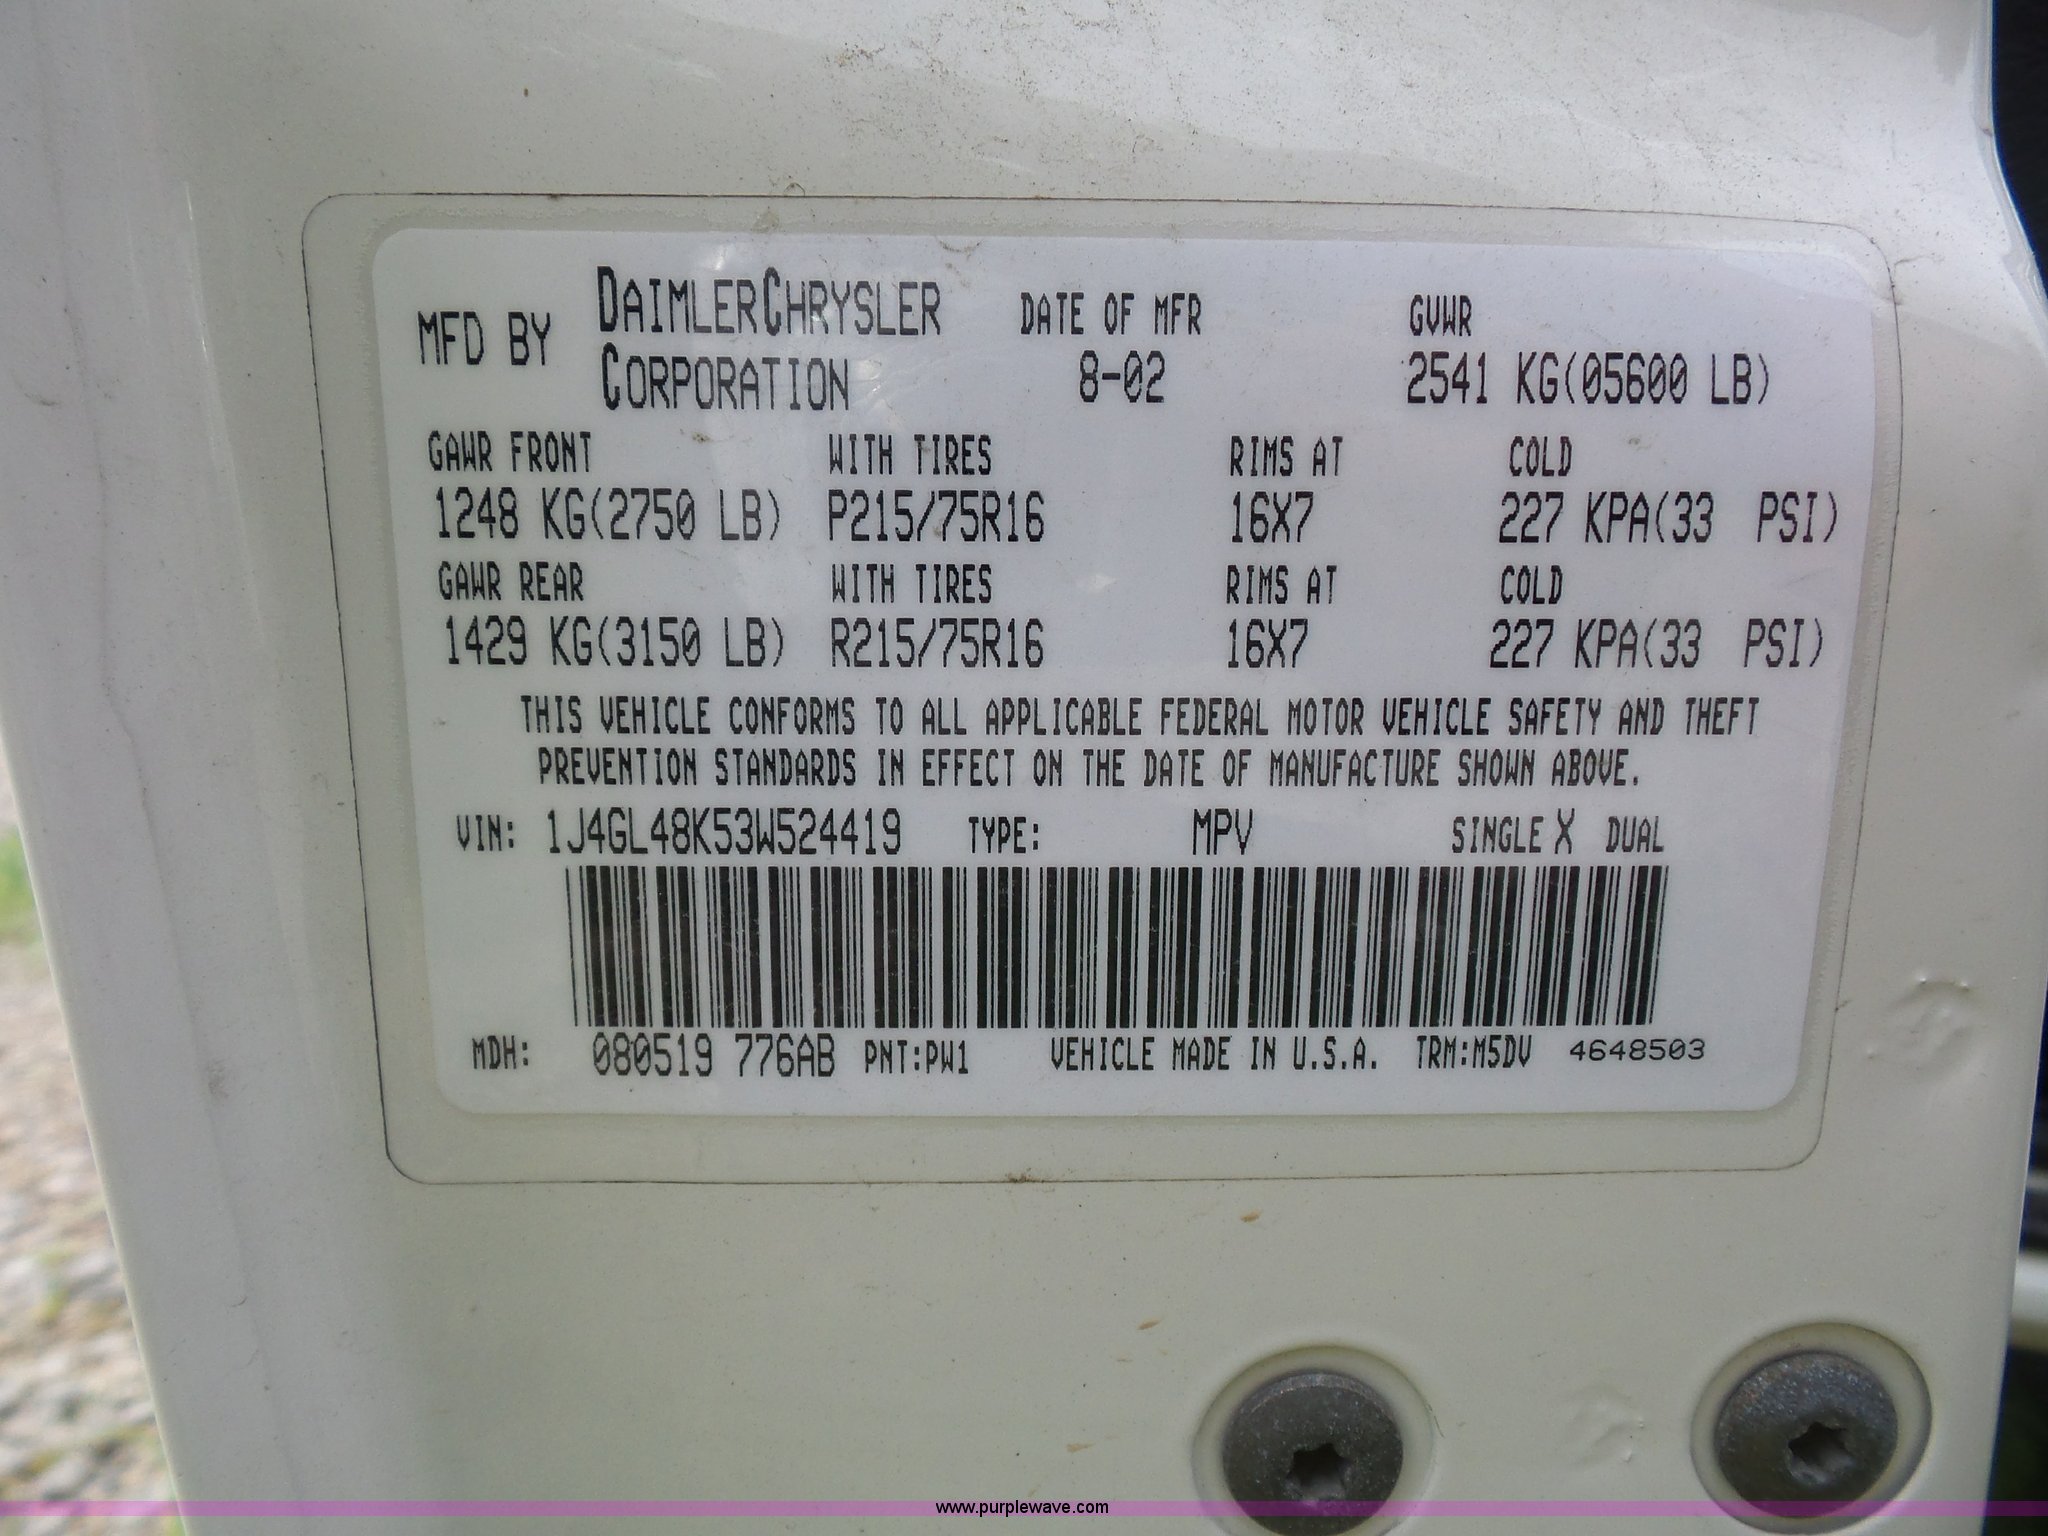 MFD BY DAIMLERCHRYSLER CORPORATION DATE OF MFR 8-02 GVWR 2541 KG(05600 LB)
GAWR FRONT WITH TIRES RIMS AT COLD
1248 KG(2750 LB) P215/75R16 16X7 227 KPA(33 PSI)
GAWR REAR WITH TIRES RIMS AT COLD
1429 KG(3150 LB) R215/75R16 16X7 227 KPA(33 PSI)
THIS VEHICLE CONFORMS TO ALL APPLICABLE FEDERAL MOTOR VEHICLE SAFETY AND THEFT
PREVENTION STANDARDS IN EFFECT ON THE DATE OF MANUFACTURE SHOWN ABOVE.
VIN: 1J4GL48K53W524419 TYPE: MPV SINGLE X DUAL
MDH: 080519 776AB PNT:PW1 VEHICLE MADE IN U.S.A. TRM:M5DV 4648503
www.purplewave.com